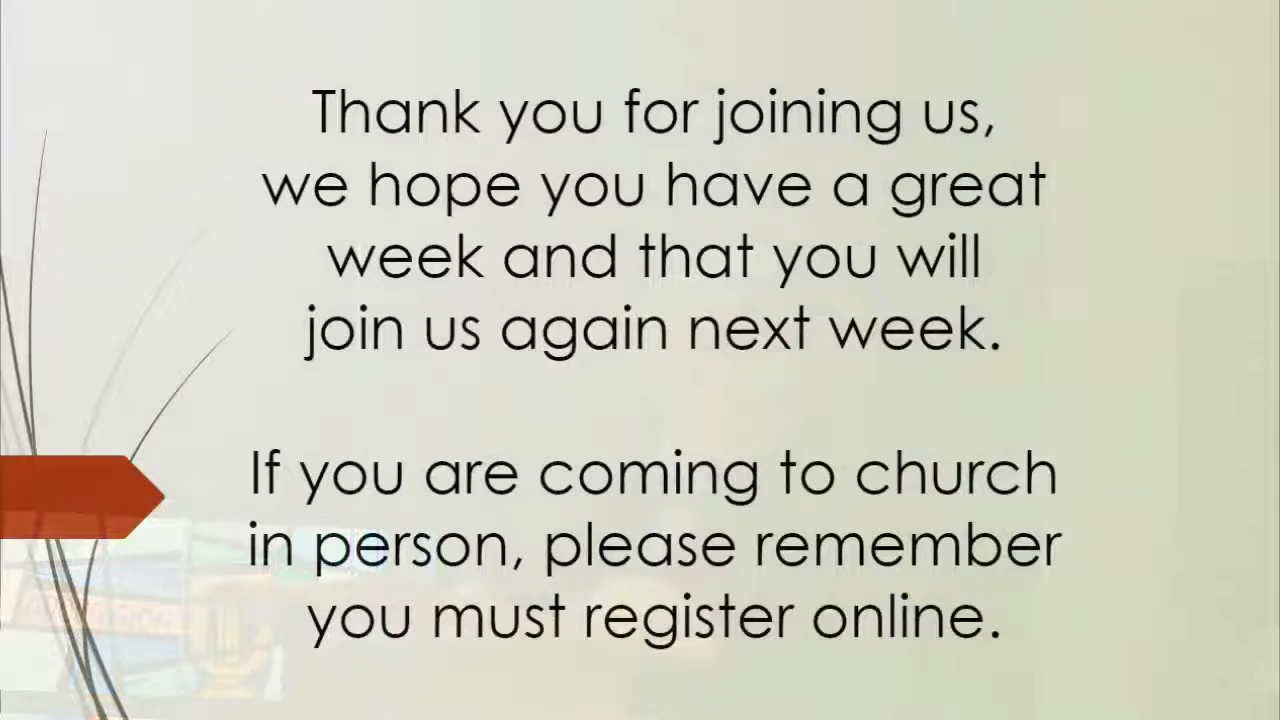 Thank you for joining us,
we hope you have a great
week and that you will
join us again next week.
If you are coming to church
in person, please remember
you must register online.